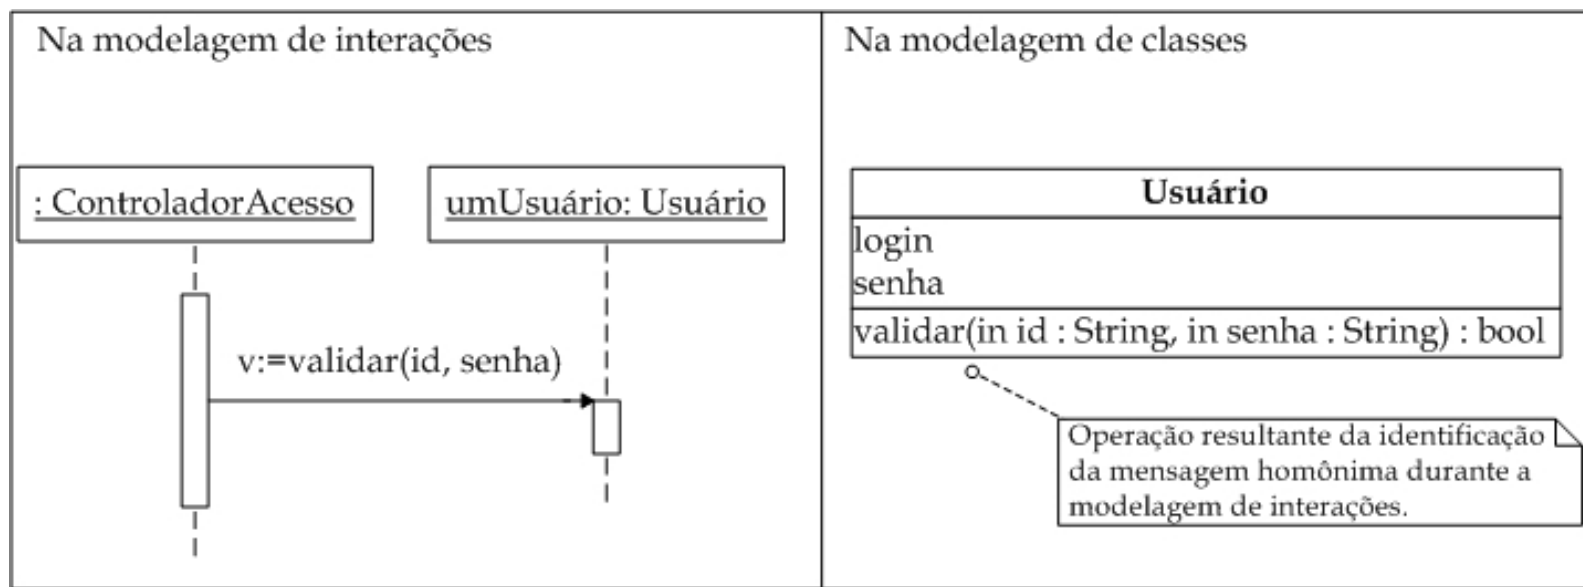 Na modelagem de interações
: ControladorAcesso
umUsuário: Usuário
v:=validar(id, senha)
Na modelagem de classes
Usuário
login
senha
validar(in id : String, in senha : String) : bool
Operação resultante da identificação
da mensagem homônima durante a
modelagem de interações.